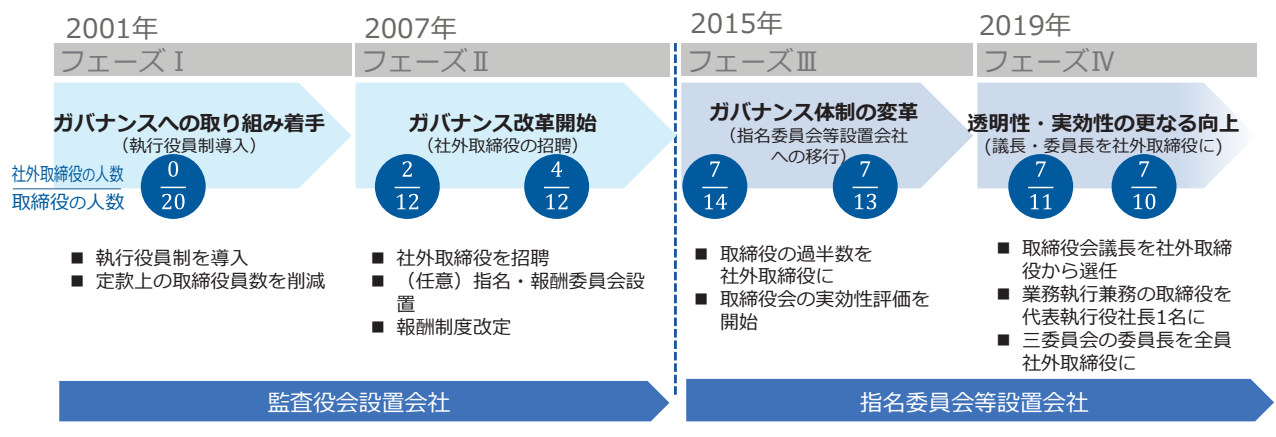 2001年
フェーズⅠ
ガバナンスへの取り組み着手
（執行役員制導入）
社外取締役の人数
取締役の人数
0
20
■ 執行役員制を導入
■ 定款上の取締役員数を削減
2007年
フェーズⅡ
ガバナンス改革開始
（社外取締役の招聘）
2
12
4
12
■ 社外取締役を招聘
■ （任意）指名・報酬委員会設
置
■ 報酬制度改定
監査役会設置会社
2015年
フェーズⅢ
ガバナンス体制の変革
（指名委員会等設置会社
への移行）
7
14
7
13
■ 取締役の過半数を
社外取締役に
■ 取締役会の実効性評価を
開始
2019年
フェーズⅣ
透明性・実効性の更なる向上
(議長・委員長を社外取締役に)
7
11
7
10
■ 取締役会議長を社外取締
役から選任
■ 業務執行兼務の取締役を
代表執行役社長1名に
■ 三委員会の委員長を全員
社外取締役に
指名委員会等設置会社